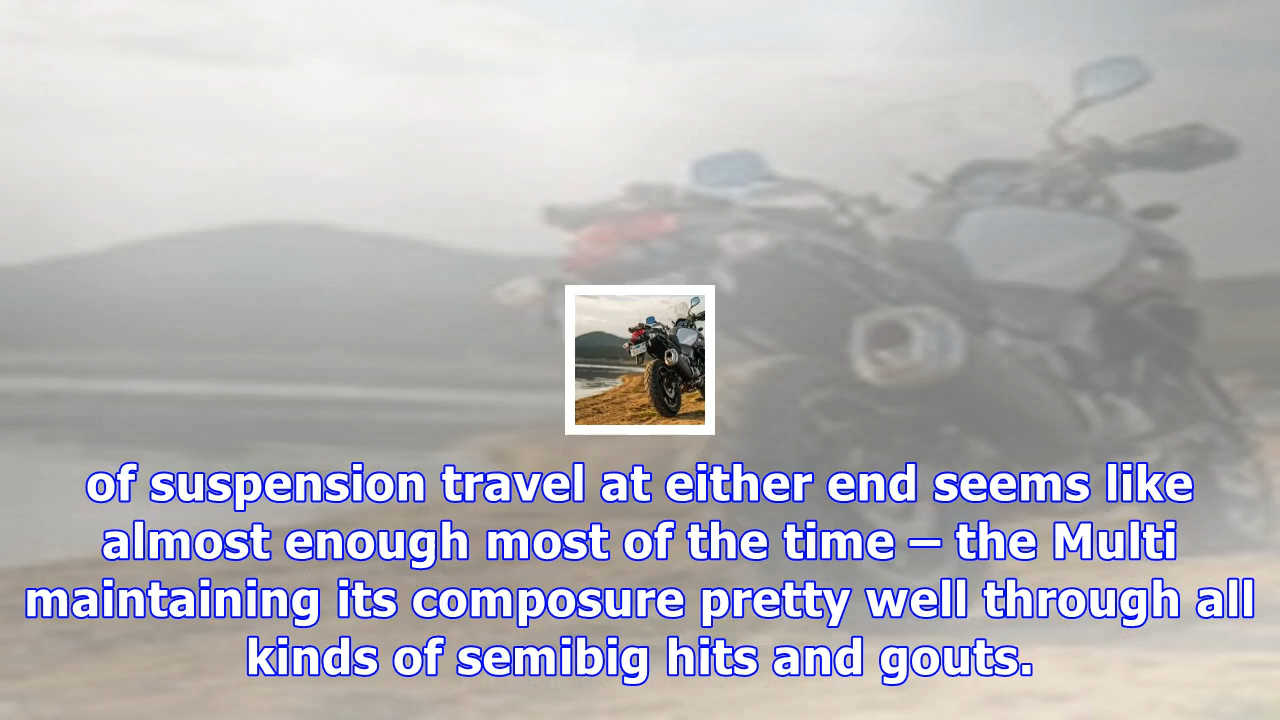 of suspension travel at either end seems like
almost enough most of the time – the Multi
maintaining its composure pretty well through all
kinds of semibig hits and gouts.